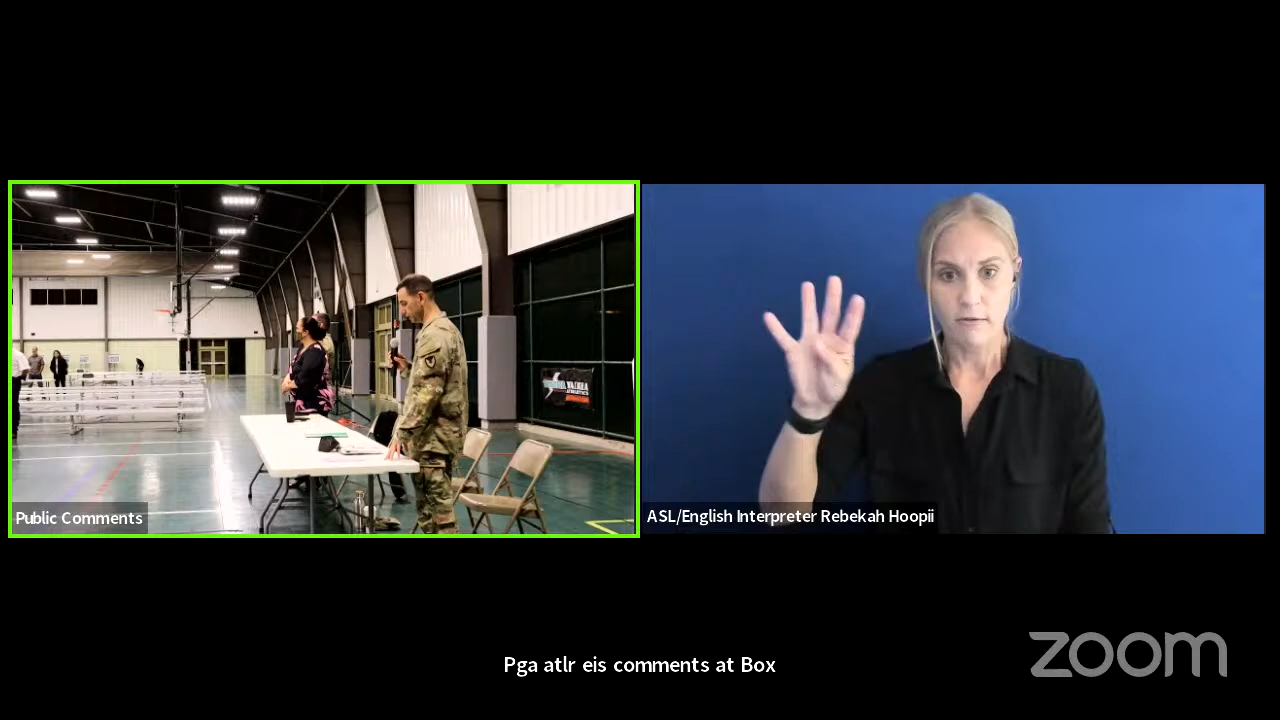 Public Comments
ASL/English Interpreter Rebekah Hoopii
Pga atlr eis comments at Box
zoom